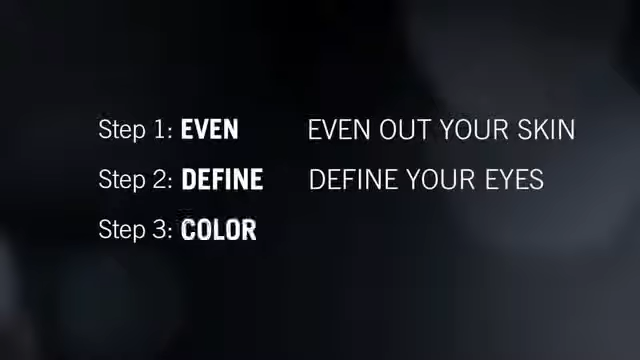 Step 1: EVEN EVEN OUT YOUR SKIN
Step 2: DEFINE DEFINE YOUR EYES
Step 3: COLOR